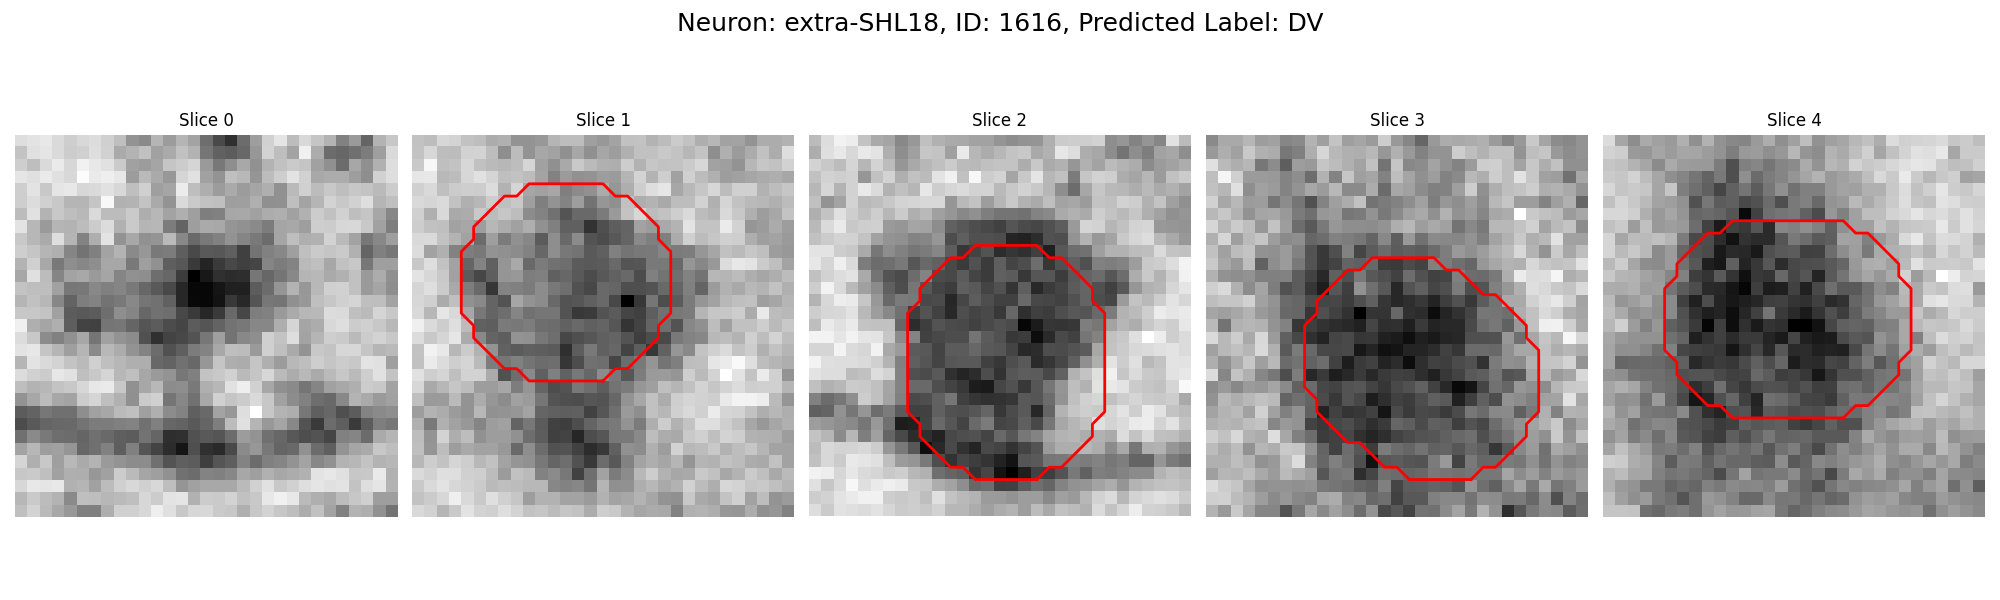 Neuron: extra-SHL18, ID: 1616, Predicted Label: DV
Slice 0
Slice 1
Slice 2
Slice 3
Slice 4